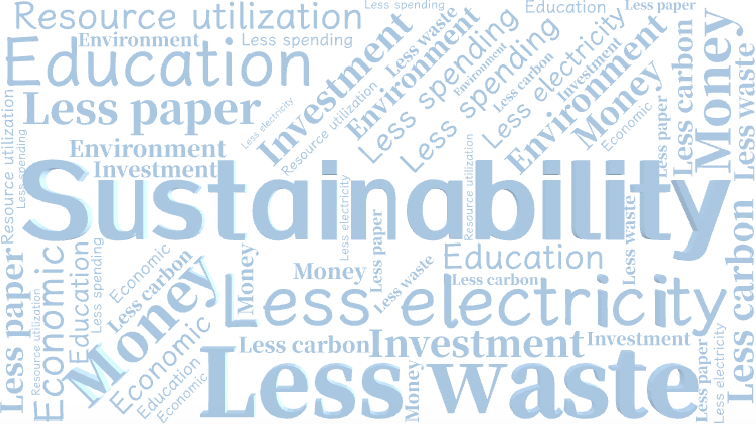 Resource utilization
Less spending
Education
Less paper
Environment
Less spending
Education
Less paper
Environment
Investment
Less electricity
Resource utilization
Investment
Environment
Less waste
Less spending
Environment
Less spending
Less carbon
Less electricity
Investment
Environment
Money
Economic
Less paper
Less carbon
Money
Less waste
Resource utilization
Less spending
Sustainability
Less electricity
Resource utilization
Less paper
Less waste
Education
Less carbon
Money
Less waste
Money
Less electricity
Less paper
Resource utilization
Economic
Education
Less spending
Economic
Less carbon
Money
Economic
Education
Economic
Less carbon
Investment
Investment
Less waste
Money
Less paper
Less electricity
Less carbon